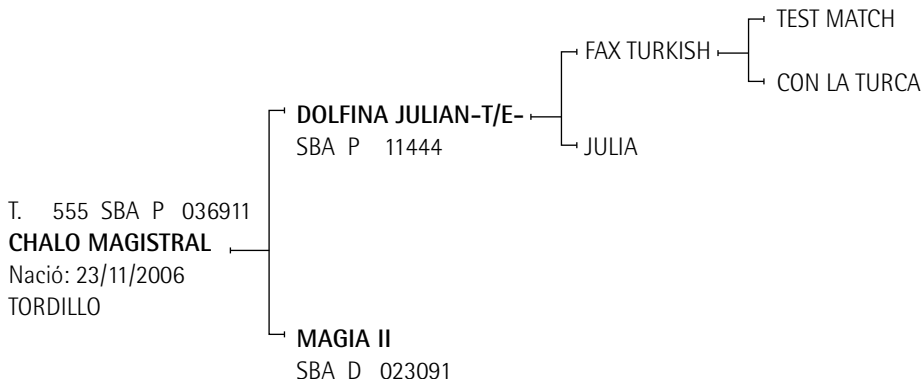 TEST MATCH
FAX TURKISH
CON LA TURCA
DOLFINA JULIAN-T/E-
SBA P 11444
JULIA
T. 555 SBA P 036911
CHALO MAGISTRAL
Nació: 23/11/2006
TORDILLO
MAGIA II
SBA D 023091